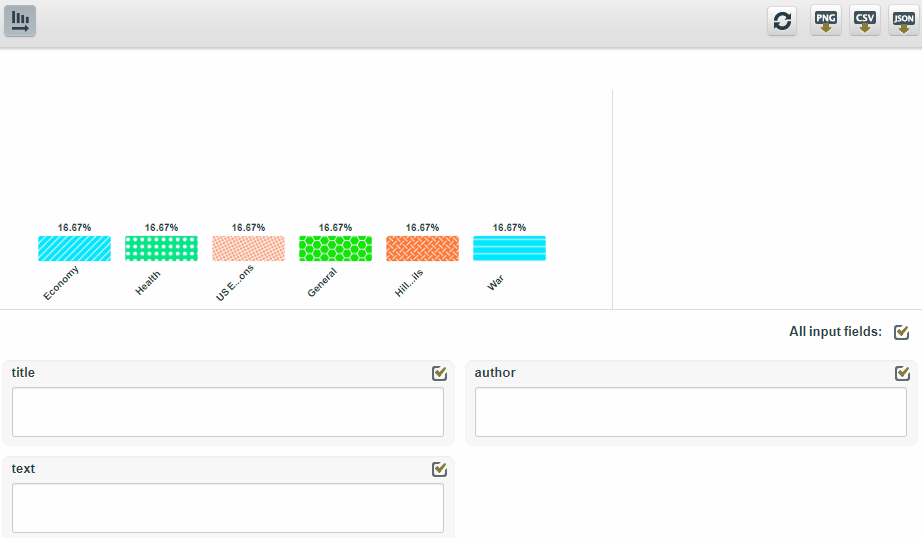 PNG CSV JSON
16.67% 16.67% 16.67% 16.67% 16.67% 16.67%
Economy Health US E...ons General Hill...ils War
All input fields:
title author
text